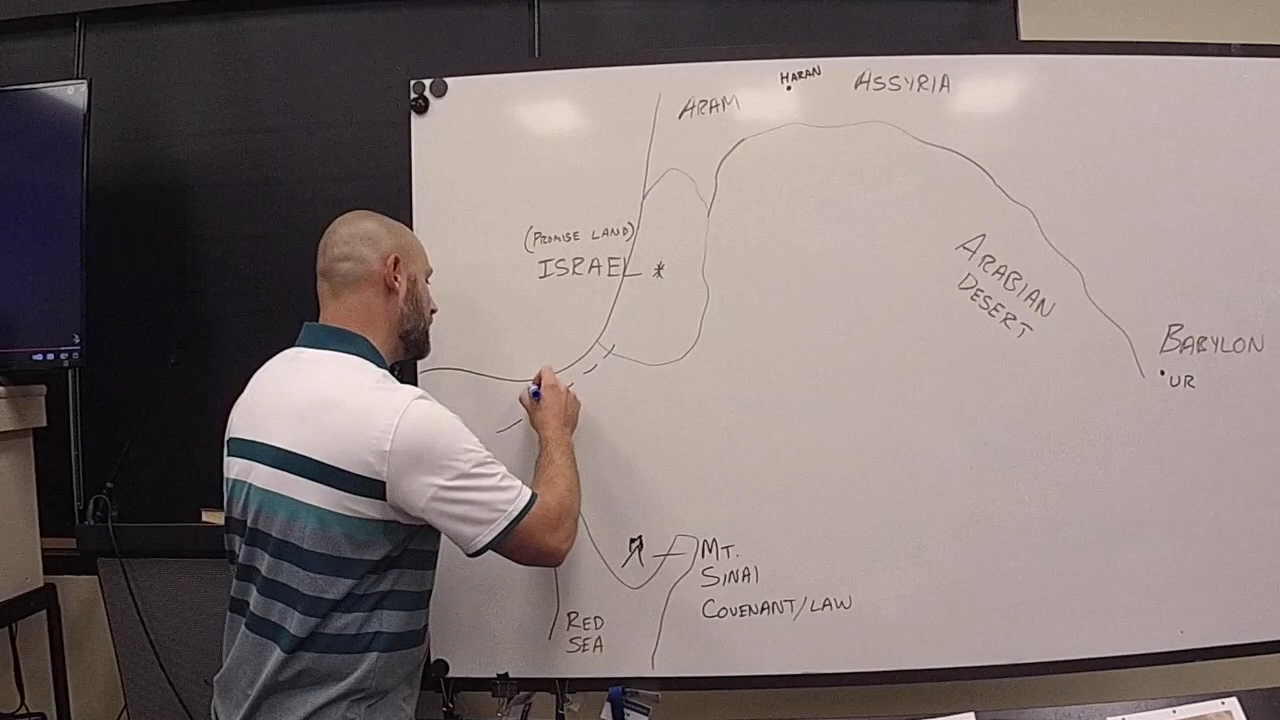 HARAN
ASSYRIA
ARAM
(PROMISE LAND)
ISRAEL *
ARABIAN
DESERT
BABYLON
UR
MT.
SINAI
COVENANT/LAW
RED
SEA